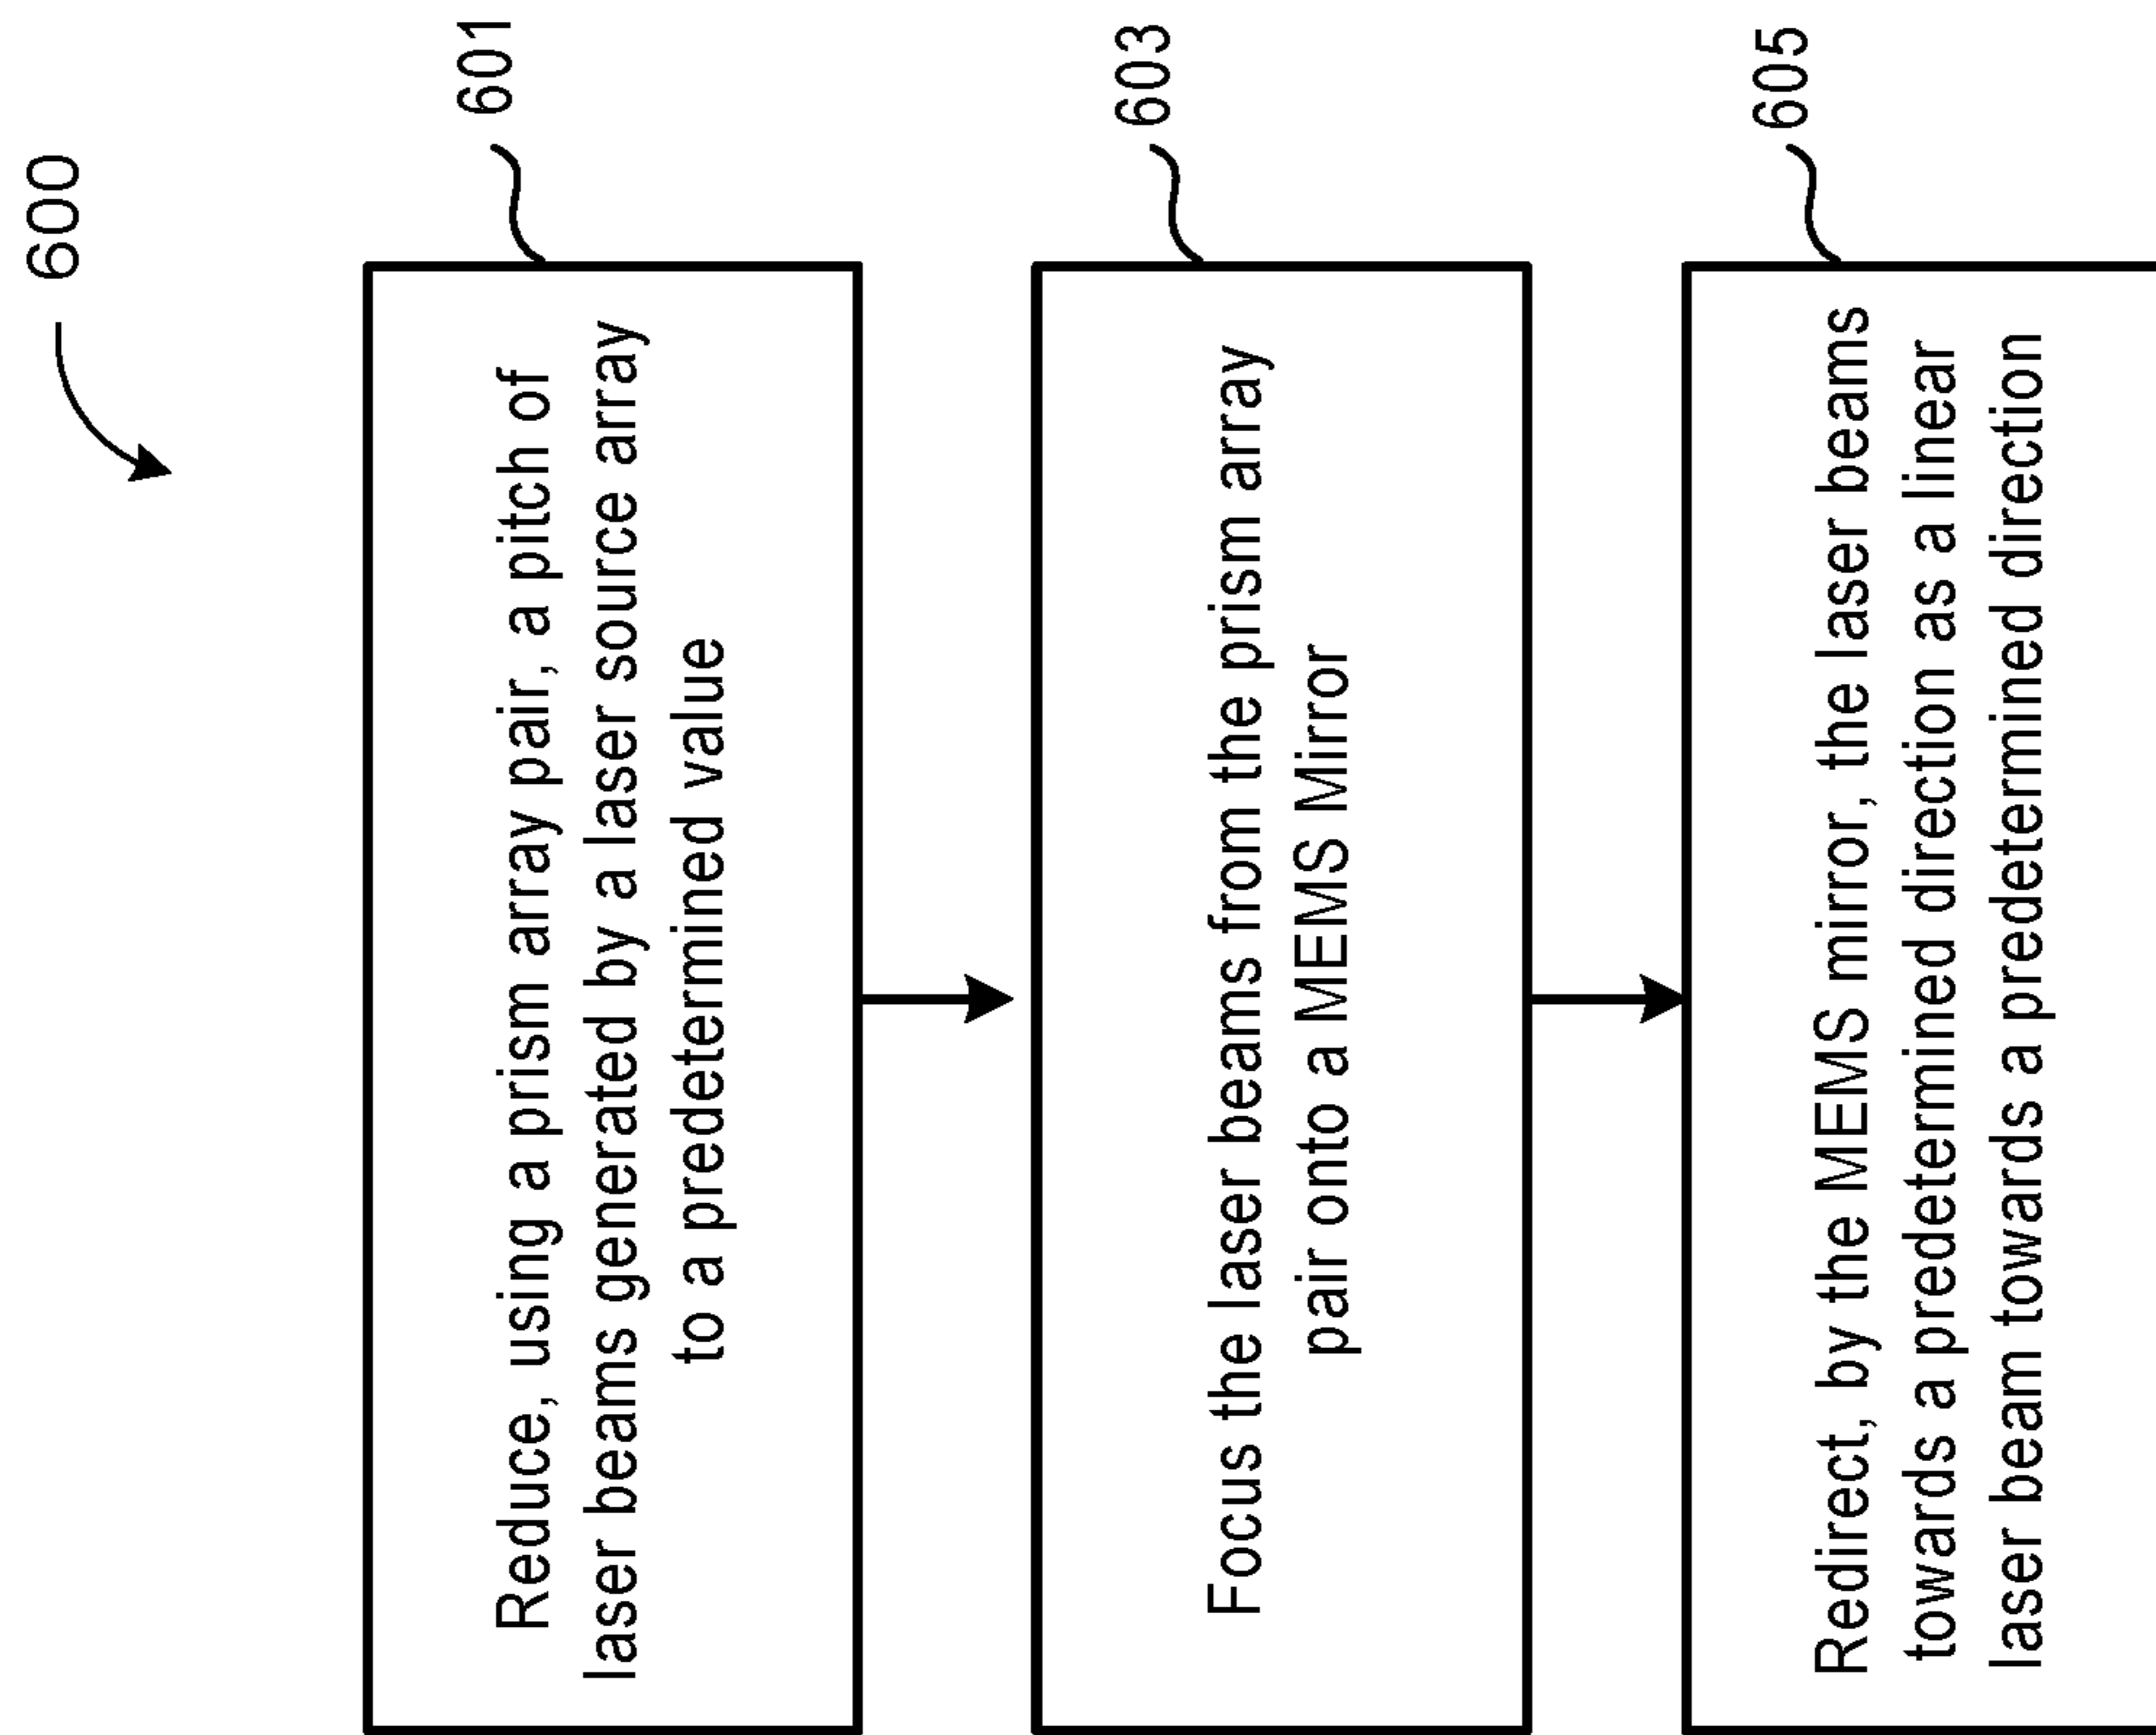 600
601
Reduce, using a prism array pair, a pitch of
laser beams generated by a laser source array
to a predetermined value
603
Focus the laser beams from the prism array
pair onto a MEMS Mirror
605
Redirect, by the MEMS mirror, the laser beams
towards a predetermined direction as a linear
laser beam towards a predetermined direction